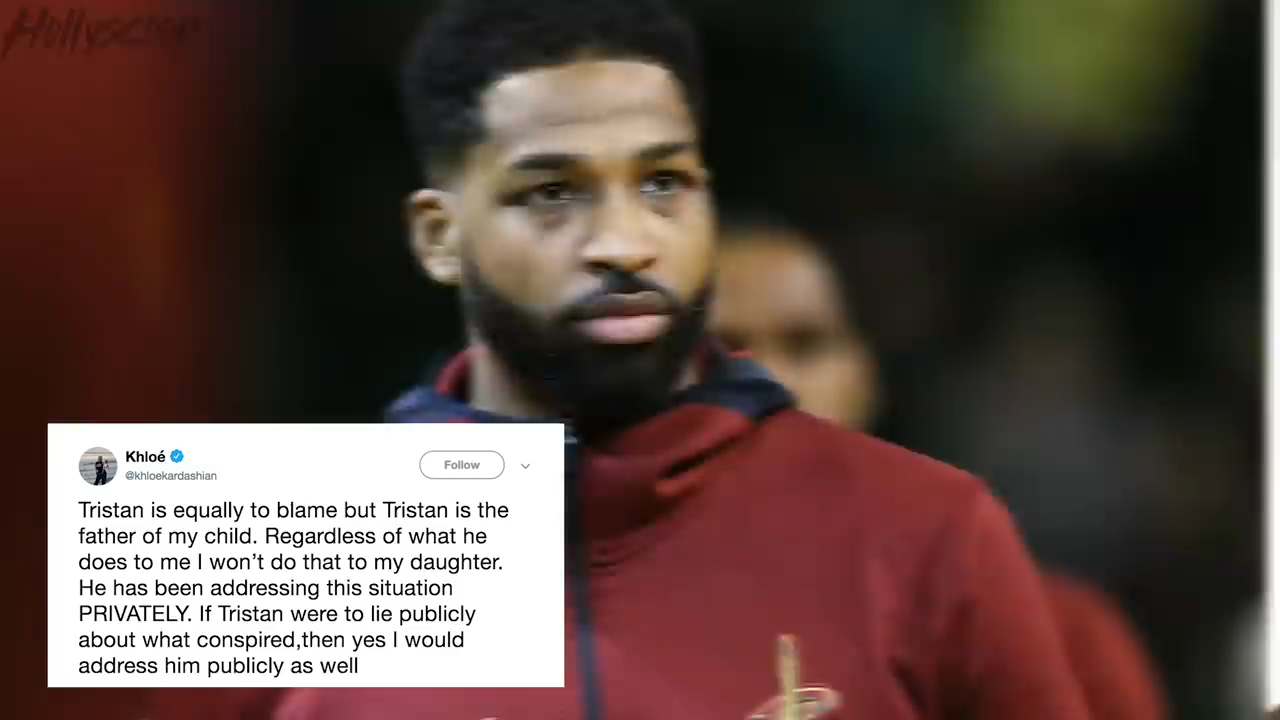 Hollyscoop
Khloé
@khloekardashian
Follow
Tristan is equally to blame but Tristan is the
father of my child. Regardless of what he
does to me I won’t do that to my daughter.
He has been addressing this situation
PRIVATELY. If Tristan were to lie publicly
about what conspired,then yes I would
address him publicly as well